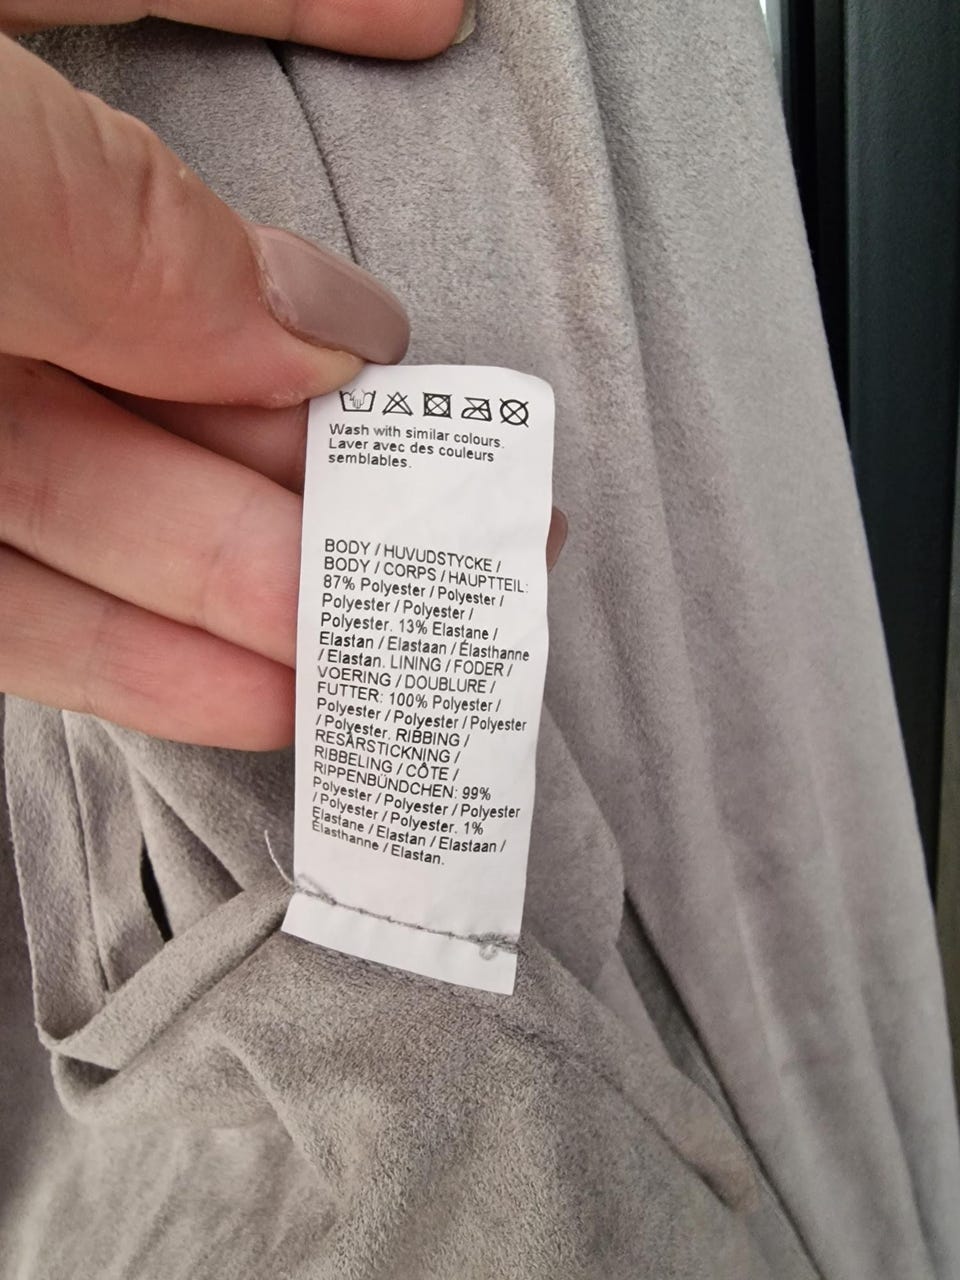 Wash with similar colours.
Laver avec des couleurs
semblables.
BODY / HUVUDSTYCKE /
BODY / CORPS / HAUPTTEIL:
87% Polyester / Polyester /
Polyester / Polyester /
Polyester. 13% Elastane /
Elastan / Elastaan / Élasthanne
/ Elastan. LINING / FODER /
VOERING / DOUBLURE /
FUTTER: 100% Polyester /
Polyester / Polyester / Polyester
/ Polyester. RIBBING /
RESÅRSTICKNING /
RIBBELING / CÔTE /
RIPPENBÜNDCHEN: 99%
Polyester / Polyester / Polyester
/ Polyester / Polyester. 1%
Elastane / Elastan / Elastaan /
Élasthanne / Elastan.